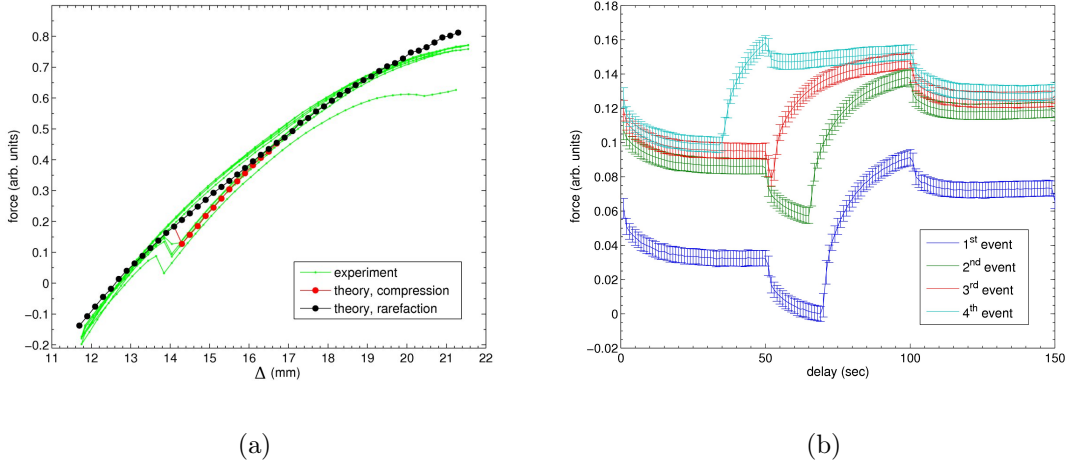 0.8
0.7
0.6
0.5
0.4
0.3
0.2
0.1
0
−0.1
−0.2
11 12 13 14 15 16 17 18 19 20 21 22
force (arb. units)
Δ (mm)
experiment
theory, compression
theory, rarefaction
(a)
0.18
0.16
0.14
0.12
0.1
0.08
0.06
0.04
0.02
0
−0.02
0 50 100 150
force (arb. units)
delay (sec)
1st event
2nd event
3rd event
4th event
(b)